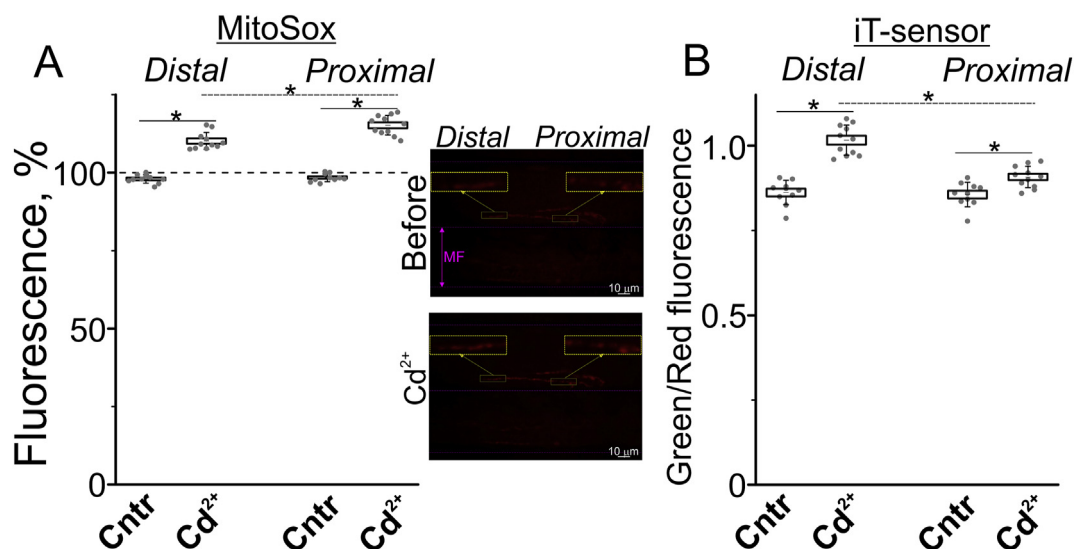 MitoSox
A
Distal
Proximal
*
*
*
Fluorescence, %
100
50
0
Cntr
Cd²⁺
Cntr
Cd²⁺
Distal
Proximal
Before
MF
10 μm
Cd²⁺
10 μm
iT-sensor
B
Distal
Proximal
*
*
*
Green/Red fluorescence
1.0
0.5
0
Cntr
Cd²⁺
Cntr
Cd²⁺